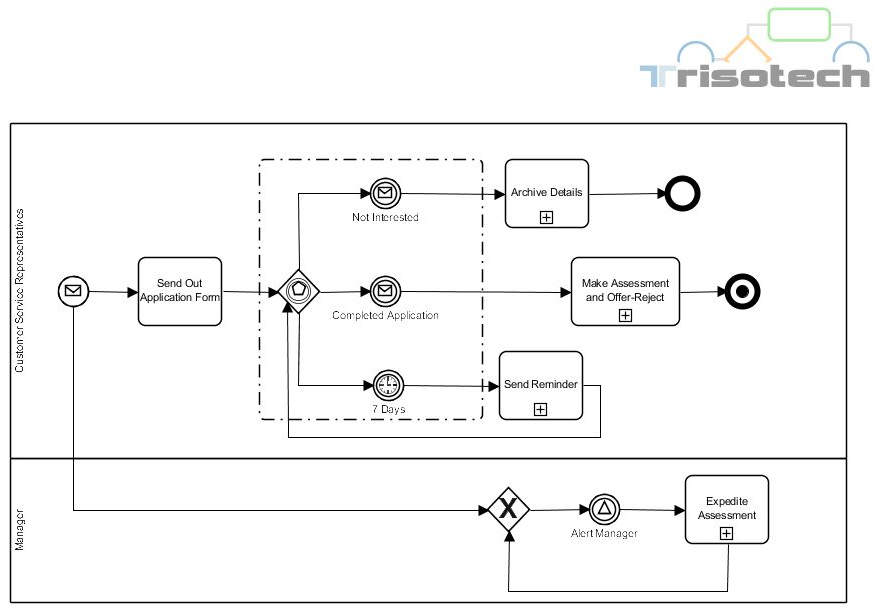 Trisotech
Customer Service Representatives
Not Interested
Archive Details
Send Out
Application Form
Completed Application
Make Assessment
and Offer-Reject
7 Days
Send Reminder
Manager
X
Alert Manager
Expedite
Assessment